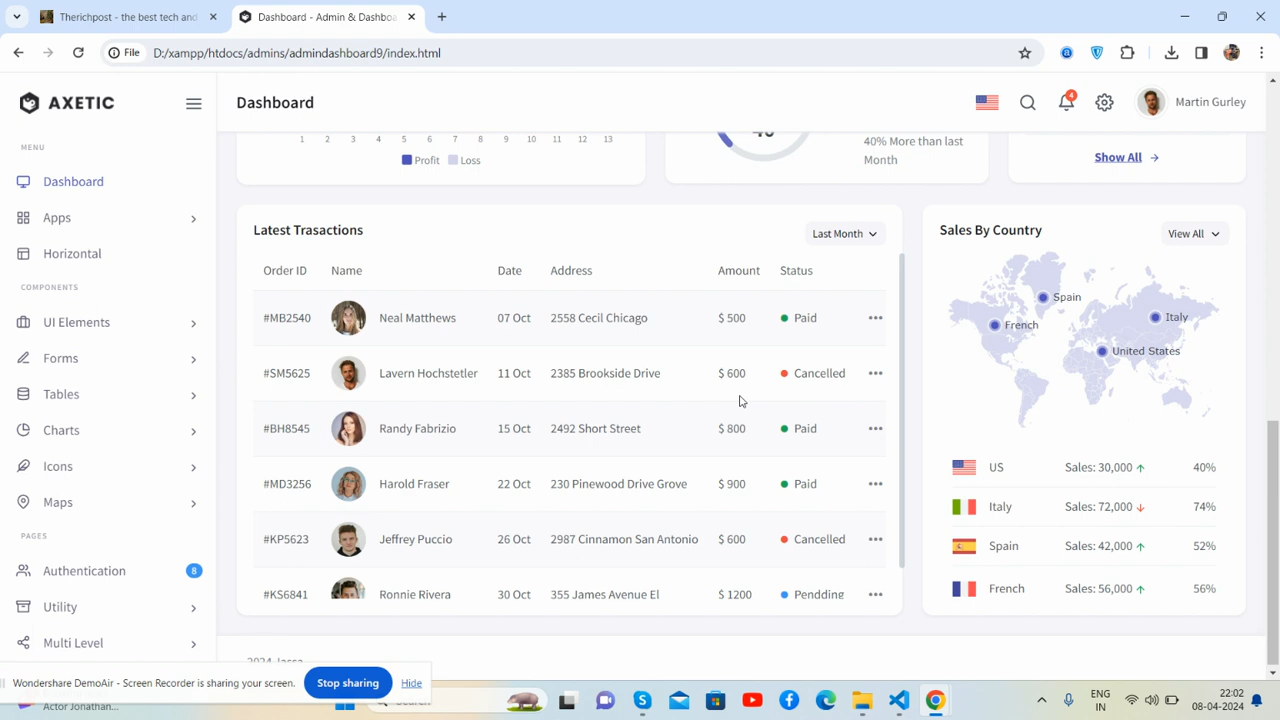 Therichpost - the best tech and
Dashboard - Admin & Dashboa
File D:/xampp/htdocs/admins/admindashboard9/index.html
AXETIC
Dashboard
4
Martin Gurley
MENU
Dashboard
Apps
Horizontal
COMPONENTS
UI Elements
Forms
Tables
Charts
Icons
Maps
PAGES
Authentication 8
Utility
Multi Level
1 2 3 4 5 6 7 8 9 10 11 12 13
Profit Loss
40% More than last
Month
Show All
Latest Trasactions
Last Month
Order ID Name Date Address Amount Status
#MB2540 Neal Matthews 07 Oct 2558 Cecil Chicago $ 500 Paid
#SM5625 Lavern Hochstetler 11 Oct 2385 Brookside Drive $ 600 Cancelled
#BH8545 Randy Fabrizio 15 Oct 2492 Short Street $ 800 Paid
#MD3256 Harold Fraser 22 Oct 230 Pinewood Drive Grove $ 900 Paid
#KP5623 Jeffrey Puccio 26 Oct 2987 Cinnamon San Antonio $ 600 Cancelled
#KS6841 Ronnie Rivera 30 Oct 355 James Avenue El $ 1200 Pendding
Sales By Country
View All
Spain
Italy
French
United States
US Sales: 30,000 40%
Italy Sales: 72,000 74%
Spain Sales: 42,000 52%
French Sales: 56,000 56%
2024 Jassa
Wondershare DemoAir - Screen Recorder is sharing your screen. Stop sharing Hide
Actor Jonathan...
Search
ENG
IN
22:02
08-04-2024